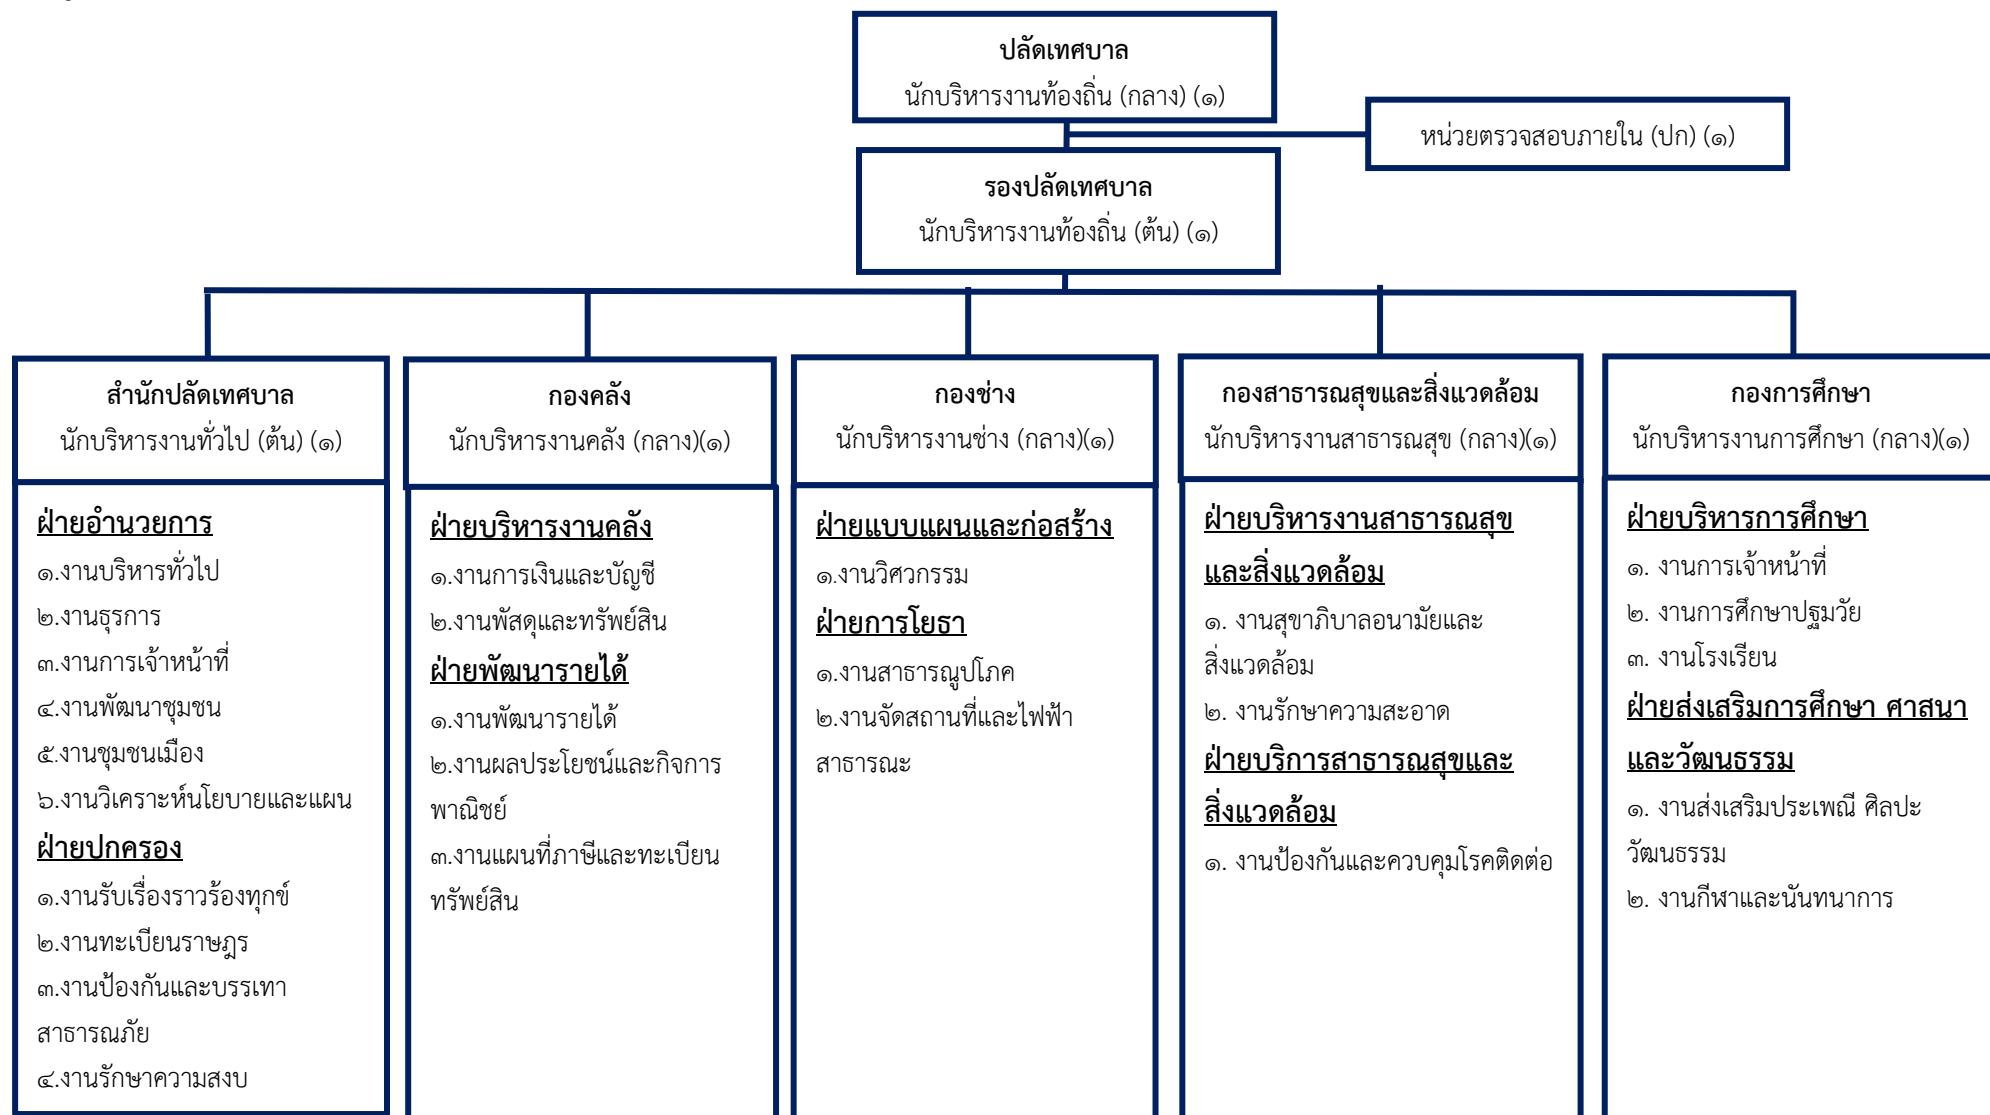 ปลัดเทศบาล
นักบริหารงานท้องถิ่น (กลาง) (๑)
หน่วยตรวจสอบภายใน (ปก) (๑)
รองปลัดเทศบาล
นักบริหารงานท้องถิ่น (ต้น) (๑)
สำนักปลัดเทศบาล
นักบริหารงานทั่วไป (ต้น) (๑)
ฝ่ายอำนวยการ
๑.งานบริหารทั่วไป
๒.งานธุรการ
๓.งานการเจ้าหน้าที่
๔.งานพัฒนาชุมชน
๕.งานชุมชนเมือง
๖.งานวิเคราะห์นโยบายและแผน
ฝ่ายปกครอง
๑.งานรับเรื่องราวร้องทุกข์
๒.งานทะเบียนราษฎร
๓.งานป้องกันและบรรเทา
สาธารณภัย
๔.งานรักษาความสงบ
กองคลัง
นักบริหารงานคลัง (กลาง)(๑)
ฝ่ายบริหารงานคลัง
๑.งานการเงินและบัญชี
๒.งานพัสดุและทรัพย์สิน
ฝ่ายพัฒนารายได้
๑.งานพัฒนารายได้
๒.งานผลประโยชน์และกิจการ
พาณิชย์
๓.งานแผนที่ภาษีและทะเบียน
ทรัพย์สิน
กองช่าง
นักบริหารงานช่าง (กลาง)(๑)
ฝ่ายแบบแผนและก่อสร้าง
๑.งานวิศวกรรม
ฝ่ายการโยธา
๑.งานสาธารณูปโภค
๒.งานจัดสถานที่และไฟฟ้า
สาธารณะ
กองสาธารณสุขและสิ่งแวดล้อม
นักบริหารงานสาธารณสุข (กลาง)(๑)
ฝ่ายบริหารงานสาธารณสุข
และสิ่งแวดล้อม
๑. งานสุขาภิบาลอนามัยและ
สิ่งแวดล้อม
๒. งานรักษาความสะอาด
ฝ่ายบริการสาธารณสุขและ
สิ่งแวดล้อม
๑. งานป้องกันและควบคุมโรคติดต่อ
กองการศึกษา
นักบริหารงานการศึกษา (กลาง)(๑)
ฝ่ายบริหารการศึกษา
๑. งานการเจ้าหน้าที่
๒. งานการศึกษาปฐมวัย
๓. งานโรงเรียน
ฝ่ายส่งเสริมการศึกษา ศาสนา
และวัฒนธรรม
๑. งานส่งเสริมประเพณี ศิลปะ
วัฒนธรรม
๒. งานกีฬาและนันทนาการ